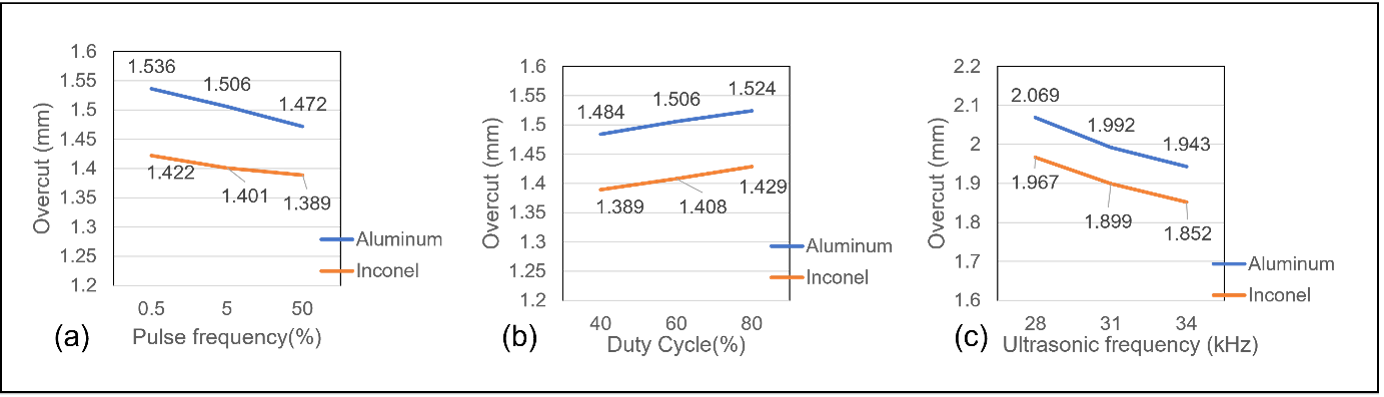 1.6
1.55
1.5
1.45
1.4
1.35
1.3
1.25
1.2
Overcut (mm)
1.536
1.506
1.472
1.422
1.401
1.389
Aluminum
Inconel
0.5 5 50
(a) Pulse frequency(%)
1.6
1.55
1.5
1.45
1.4
1.35
1.3
1.25
1.2
Overcut (mm)
1.484
1.506
1.524
1.389
1.408
1.429
Aluminum
Inconel
40 60 80
(b) Duty Cycle(%)
2.2
2.1
2
1.9
1.8
1.7
1.6
Overcut (mm)
2.069
1.992
1.943
1.967
1.899
1.852
Aluminum
Inconel
28 31 34
(c) Ultrasonic frequency (kHz)